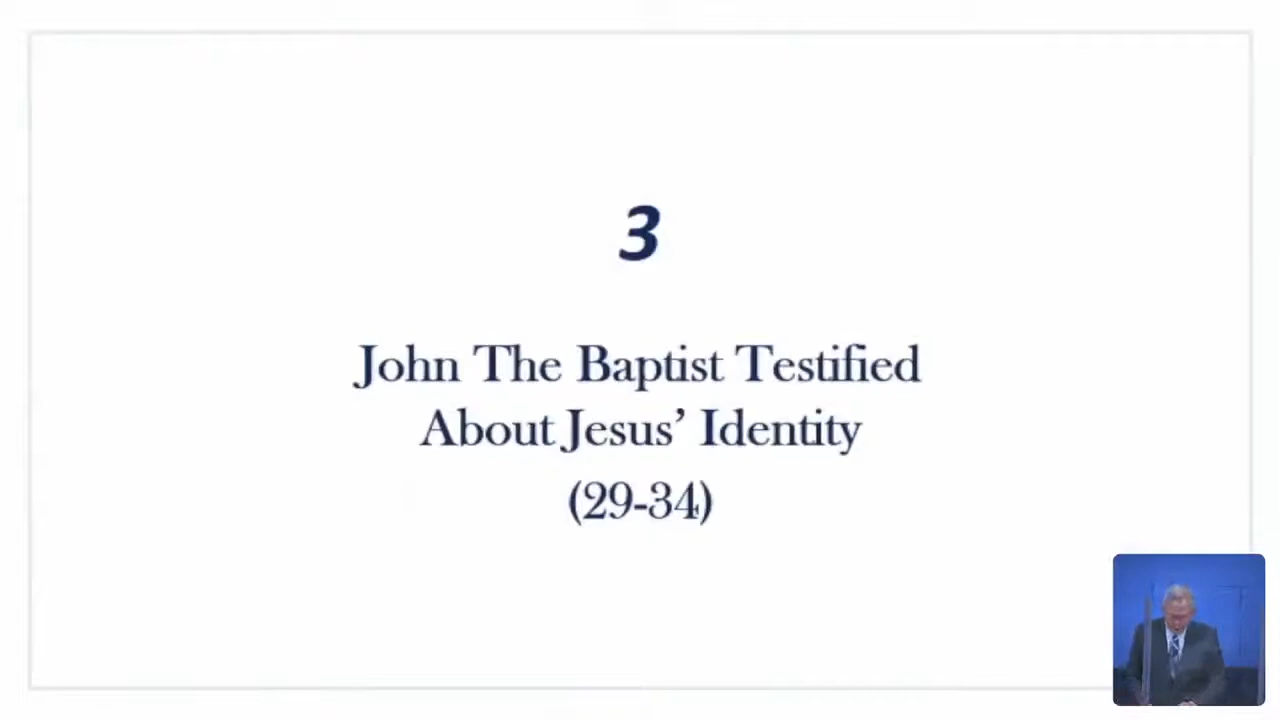 3
John The Baptist Testified
About Jesus’ Identity
(29-34)